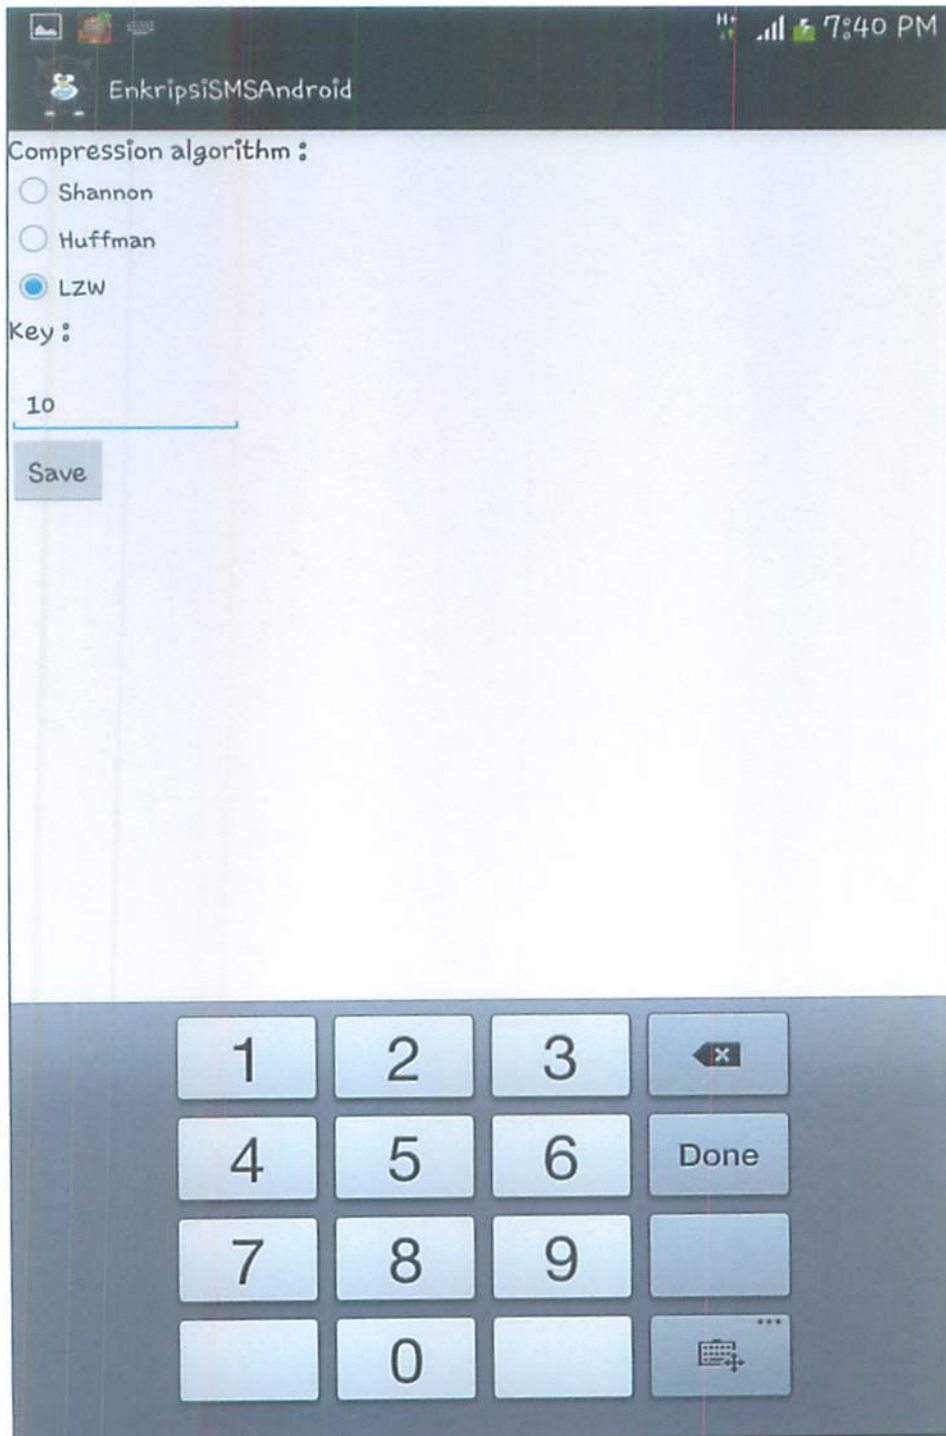 H+ 7:40 PM
EnkripsiSMSAndroid
Compression algorithm :
Shannon
Huffman
LZW
Key :
10
Save
1 2 3
4 5 6 Done
7 8 9
0